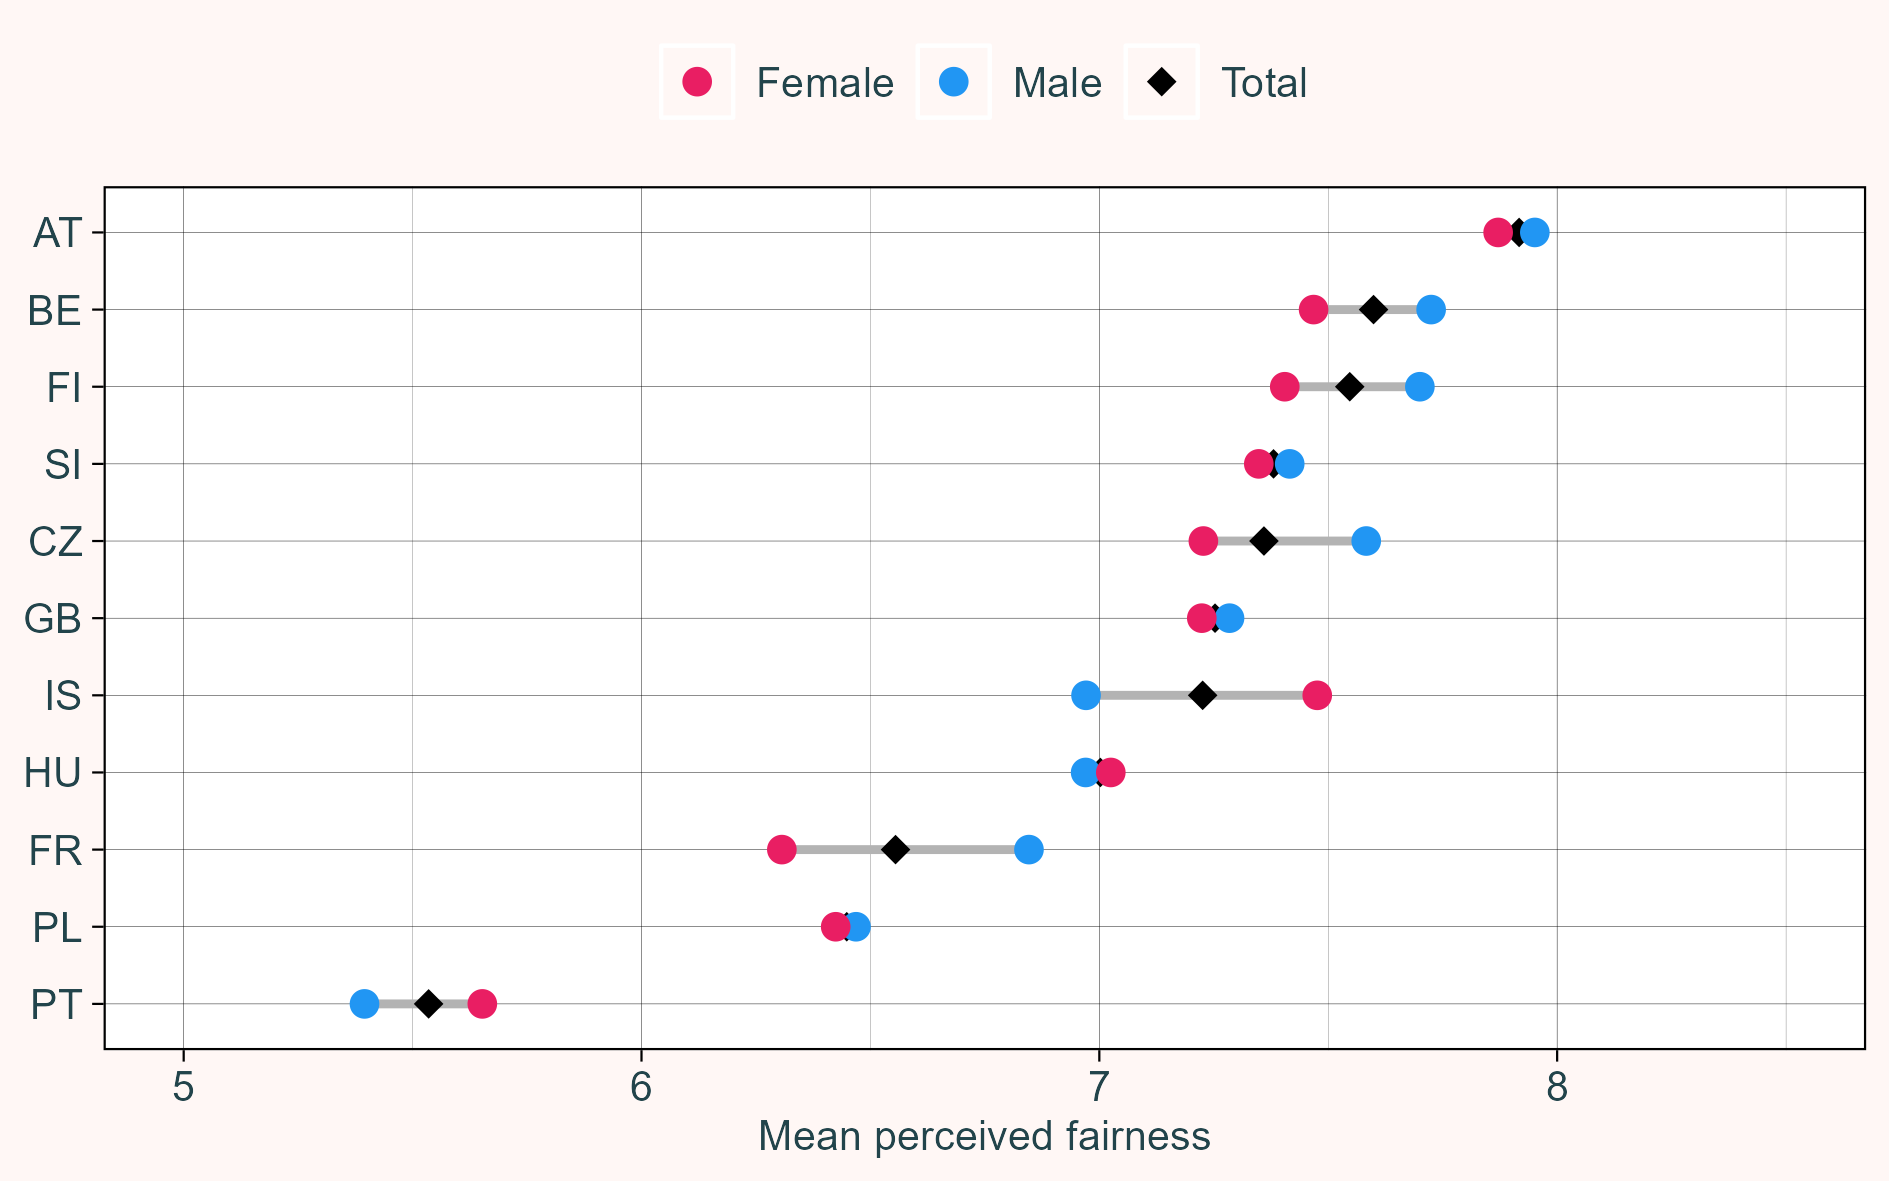 Female Male Total
AT
BE
FI
SI
CZ
GB
IS
HU
FR
PL
PT
5 6 7 8
Mean perceived fairness